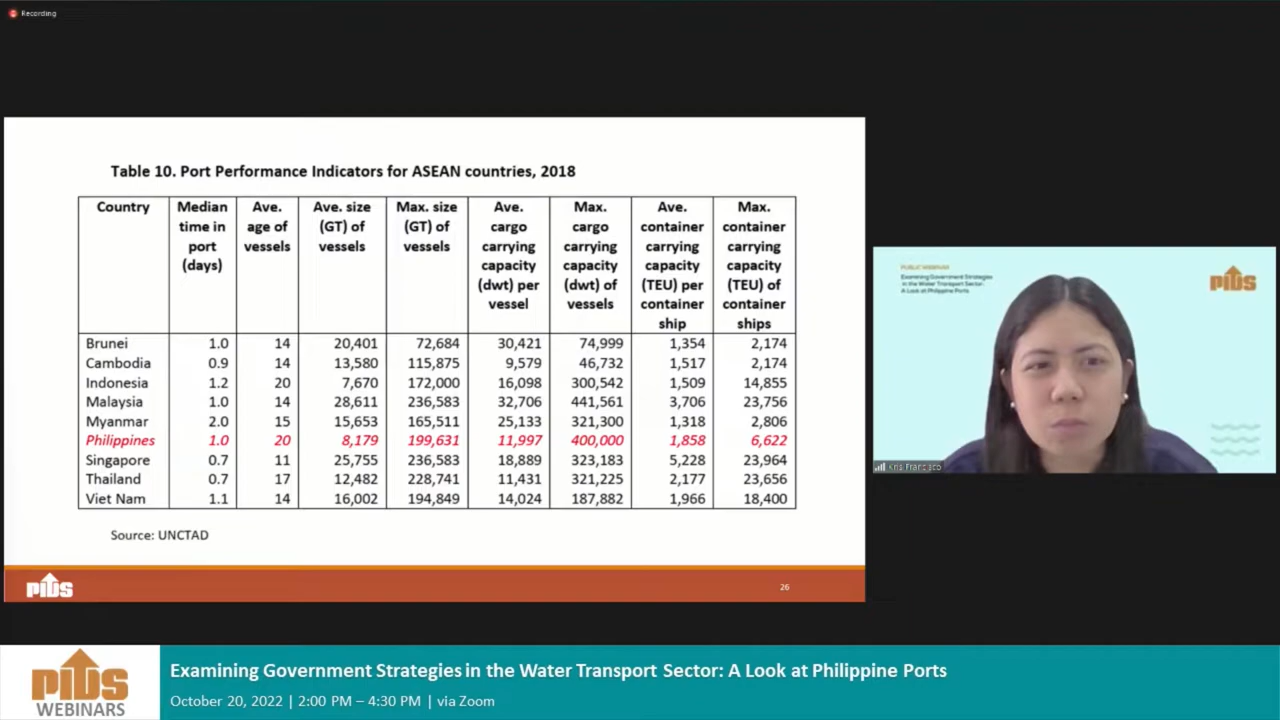 Recording
Table 10. Port Performance Indicators for ASEAN countries, 2018
Country Median time in port (days) Ave. age of vessels Ave. size (GT) of vessels Max. size (GT) of vessels Ave. cargo carrying capacity (dwt) per vessel Max. cargo carrying capacity (dwt) of vessels Ave. container carrying capacity (TEU) per container ship Max. container carrying capacity (TEU) of container ships
Brunei 1.0 14 20,401 72,684 30,421 74,999 1,354 2,174
Cambodia 0.9 14 13,580 115,875 9,579 46,732 1,517 2,174
Indonesia 1.2 20 7,670 172,000 16,098 300,542 1,509 14,855
Malaysia 1.0 14 28,611 236,583 32,706 441,561 3,706 23,756
Myanmar 2.0 15 15,653 165,511 25,133 321,300 1,318 2,806
Philippines 1.0 20 8,179 199,631 11,997 400,000 1,858 6,622
Singapore 0.7 11 25,755 236,583 18,889 323,183 5,228 23,964
Thailand 0.7 17 12,482 228,741 11,431 321,225 2,177 23,656
Viet Nam 1.1 14 16,002 194,849 14,024 187,882 1,966 18,400
Source: UNCTAD
PIDS
26
PUBLIC WEBINAR
Examining Government Strategies
in the Water Transport Sector:
A Look at Philippine Ports
PIDS
Kris Francisco
PIDS
WEBINARS
Examining Government Strategies in the Water Transport Sector: A Look at Philippine Ports
October 20, 2022 | 2:00 PM – 4:30 PM | via Zoom